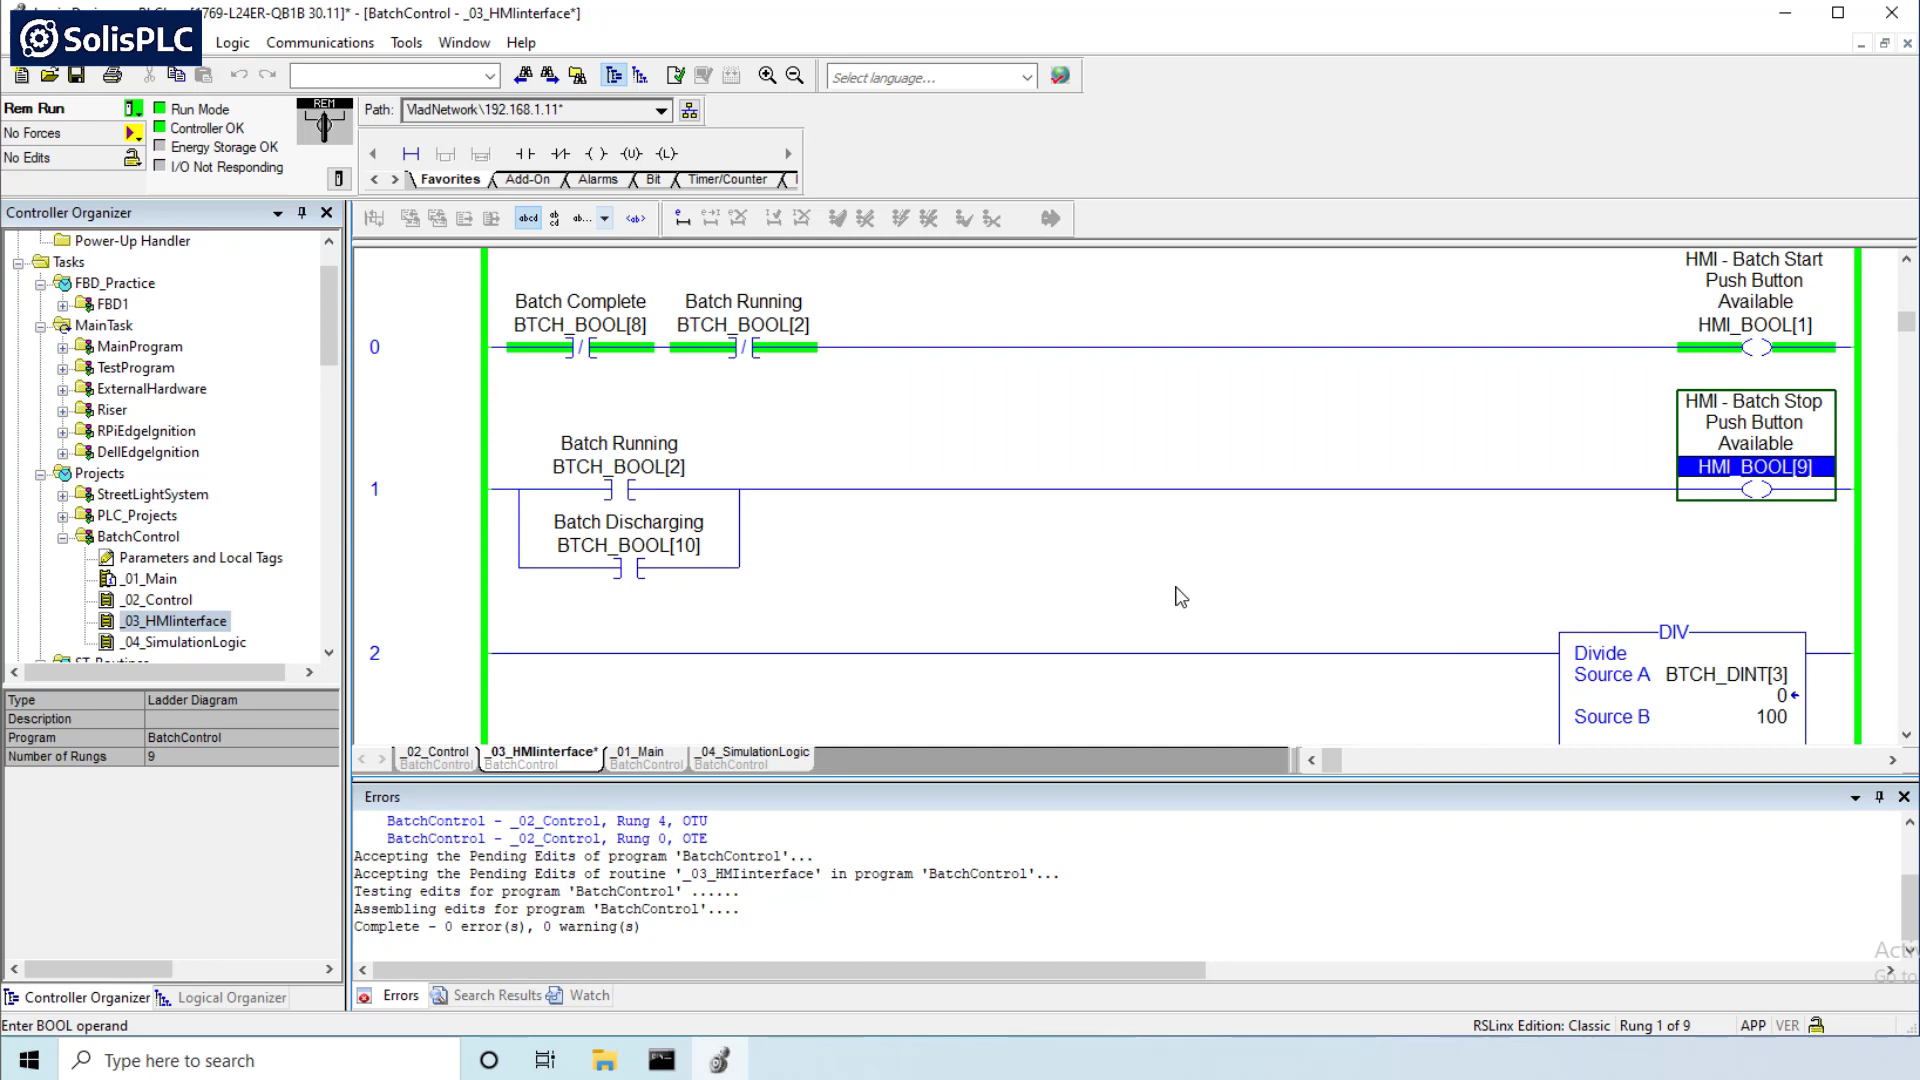 [1769-L24ER-QB1B 30.11]* - [BatchControl - _03_HMIinterface*]
SolisPLC
Logic Communications Tools Window Help
Select language...
Rem Run
No Forces
No Edits
Run Mode
Controller OK
Energy Storage OK
I/O Not Responding
REM
Path: VladNetwork\192.168.1.11*
Favorites Add-On Alarms Bit Timer/Counter
Controller Organizer
Power-Up Handler
Tasks
FBD_Practice
FBD1
MainTask
MainProgram
TestProgram
ExternalHardware
Riser
RPiEdgeIgnition
DellEdgeIgnition
Projects
StreetLightSystem
PLC_Projects
BatchControl
Parameters and Local Tags
_01_Main
_02_Control
_03_HMIinterface
_04_SimulationLogic
Type Ladder Diagram
Description
Program BatchControl
Number of Rungs 9
Controller Organizer Logical Organizer
0
Batch Complete
BTCH_BOOL[8]
Batch Running
BTCH_BOOL[2]
HMI - Batch Start
Push Button
Available
HMI_BOOL[1]
1
Batch Running
BTCH_BOOL[2]
Batch Discharging
BTCH_BOOL[10]
HMI - Batch Stop
Push Button
Available
HMI_BOOL[9]
2
DIV
Divide
Source A BTCH_DINT[3]
0
Source B 100
_02_Control
BatchControl
_03_HMIinterface*
BatchControl
_01_Main
BatchControl
_04_SimulationLogic
BatchControl
Errors
BatchControl - _02_Control, Rung 4, OTU
BatchControl - _02_Control, Rung 0, OTE
Accepting the Pending Edits of program 'BatchControl'...
Accepting the Pending Edits of routine '_03_HMIinterface' in program 'BatchControl'...
Testing edits for program 'BatchControl' ......
Assembling edits for program 'BatchControl'....
Complete - 0 error(s), 0 warning(s)
Errors Search Results Watch
Enter BOOL operand
RSLinx Edition: Classic Rung 1 of 9 APP VER
Type here to search